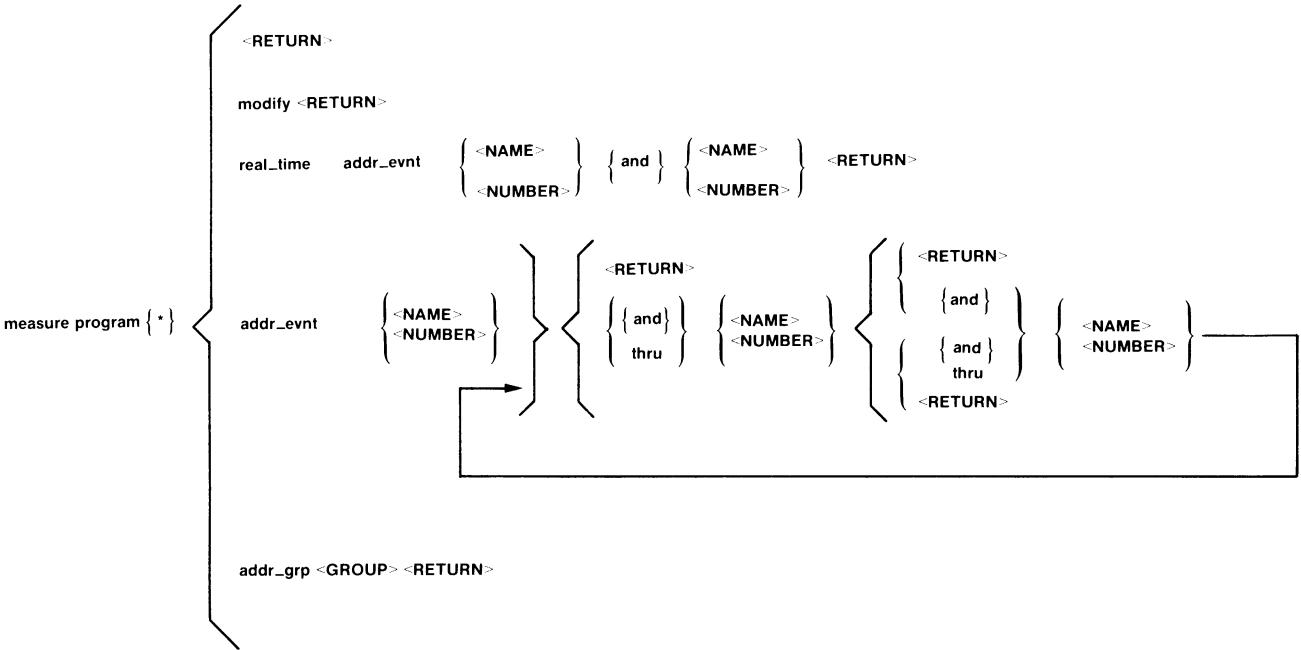 <RETURN>
modify <RETURN>
real_time addr_evnt { <NAME> <NUMBER> } { and } { <NAME> <NUMBER> } <RETURN>
measure program { * }
addr_evnt
{ <NAME>
<NUMBER> }
<RETURN>
{ and }
thru
{ <NAME>
<NUMBER> }
<RETURN>
{ and }
{ and }
thru
<RETURN>
{ <NAME>
<NUMBER> }
addr_grp <GROUP> <RETURN>